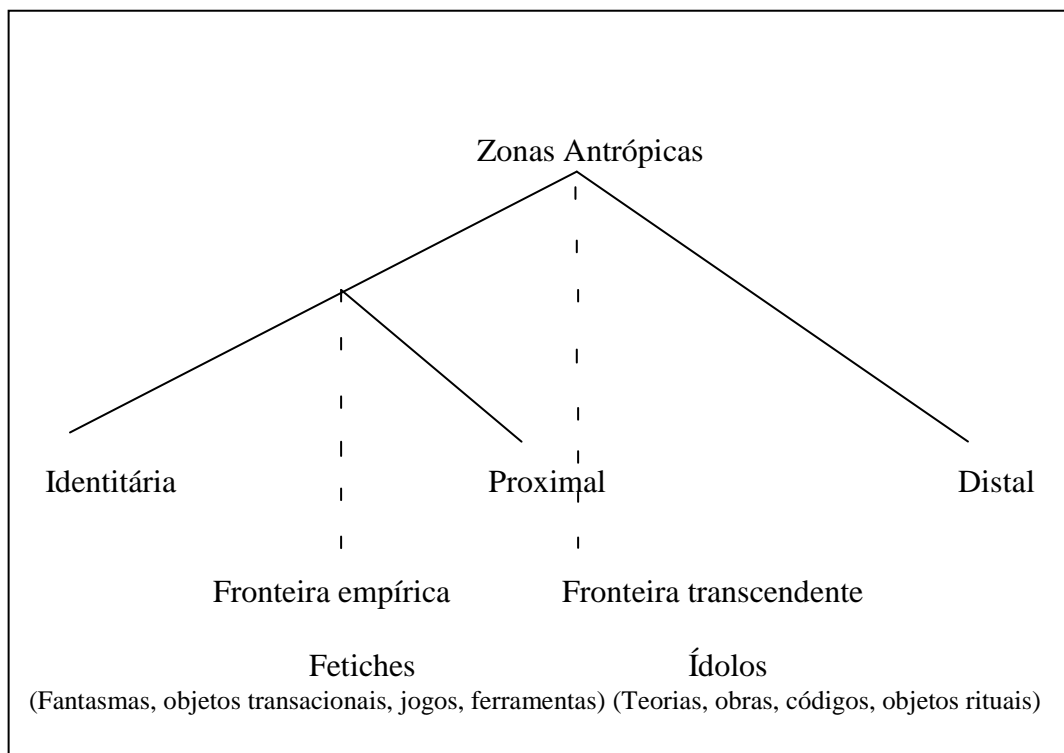 Zonas Antrópicas
Identitária Proximal Distal
Fronteira empírica Fronteira transcendente
Fetiches Ídolos
(Fantasmas, objetos transacionais, jogos, ferramentas) (Teorias, obras, códigos, objetos rituais)